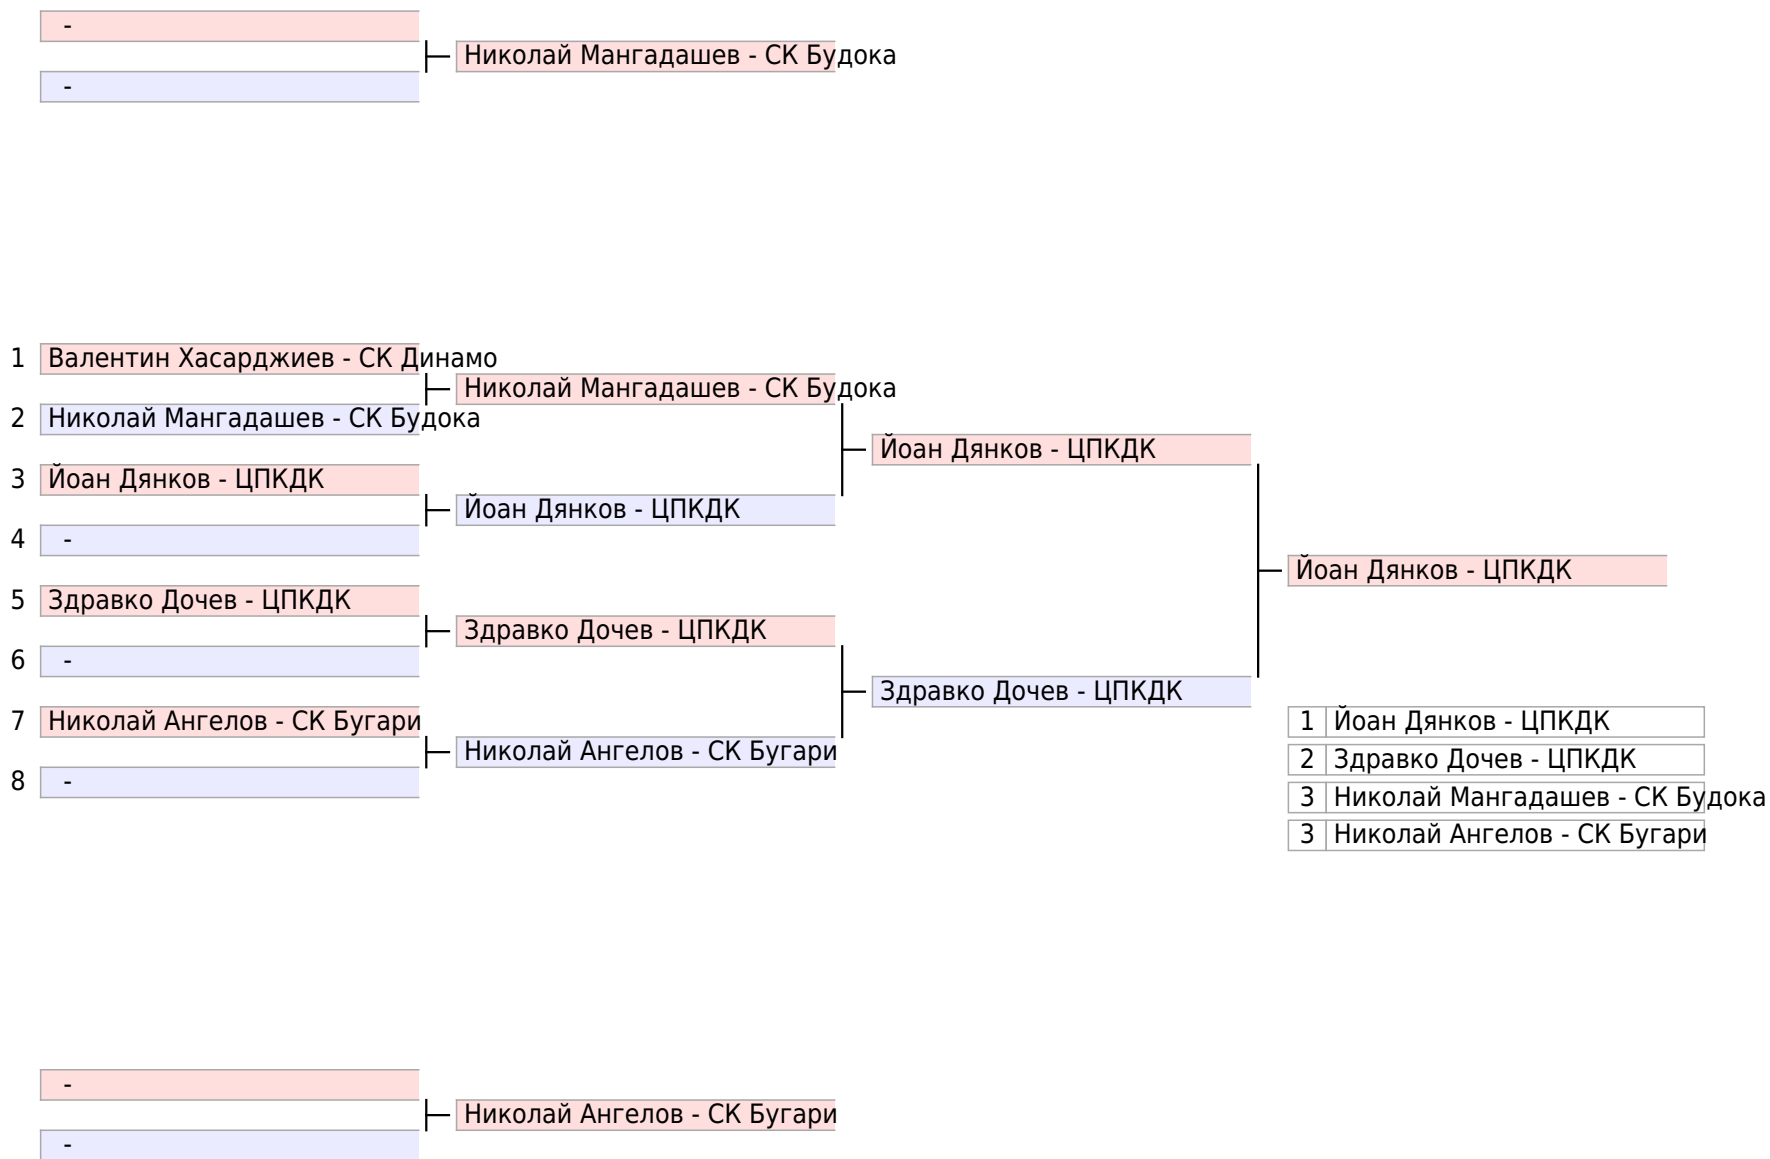 -
Николай Мангадашев - СК Будока
-
1 Валентин Хасарджиев - СК Динамо
Николай Мангадашев - СК Будока
2 Николай Мангадашев - СК Будока
Йоан Дянков - ЦПКДК
3 Йоан Дянков - ЦПКДК
Йоан Дянков - ЦПКДК
4 -
Йоан Дянков - ЦПКДК
5 Здравко Дочев - ЦПКДК
Здравко Дочев - ЦПКДК
6 -
Здравко Дочев - ЦПКДК
7 Николай Ангелов - СК Бугари
Николай Ангелов - СК Бугари
8 -
1 Йоан Дянков - ЦПКДК
2 Здравко Дочев - ЦПКДК
3 Николай Мангадашев - СК Будока
3 Николай Ангелов - СК Бугари
-
Николай Ангелов - СК Бугари
-